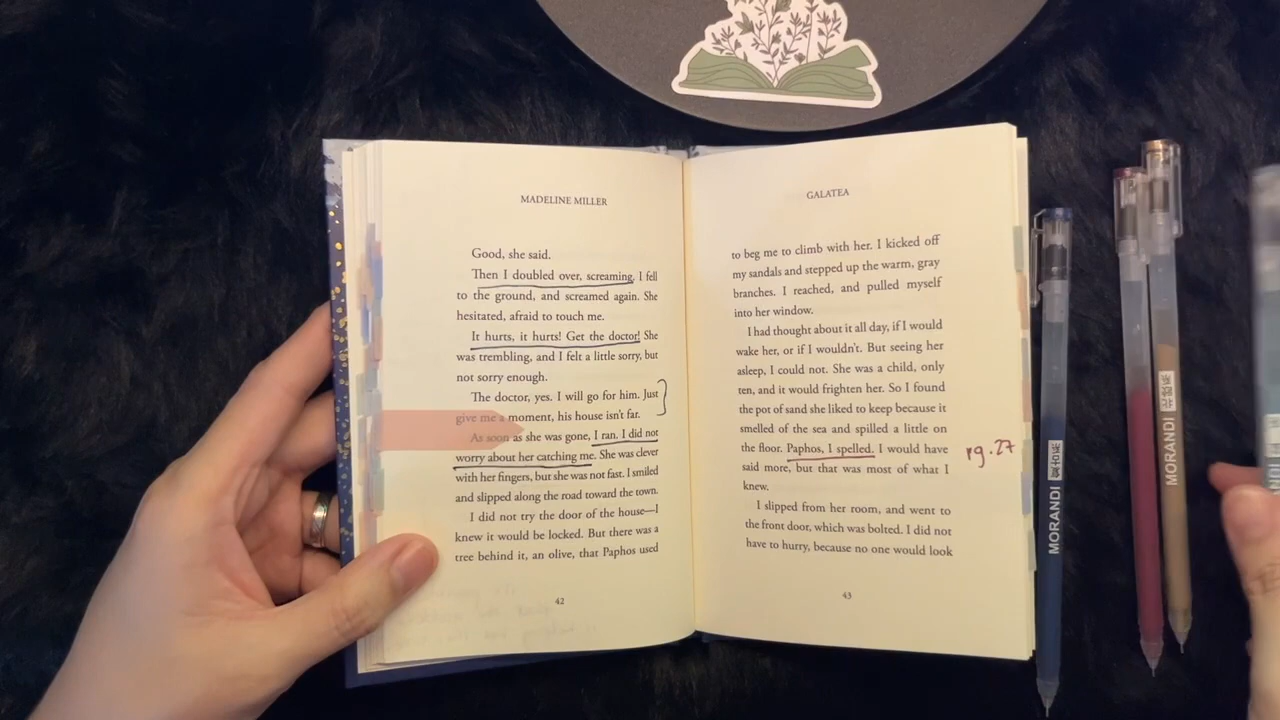 MADELINE MILLER
Good, she said.
Then I doubled over, screaming. I fell
to the ground, and screamed again. She
hesitated, afraid to touch me.
It hurts, it hurts! Get the doctor! She
was trembling, and I felt a little sorry, but
not sorry enough.
The doctor, yes. I will go for him. Just
give me a moment, his house isn't far.
As soon as she was gone, I ran. I did not
worry about her catching me. She was clever
with her fingers, but she was not fast. I smiled
and slipped along the road toward the town.
I did not try the door of the house—I
knew it would be locked. But there was a
tree behind it, an olive, that Paphos used
42
GALATEA
to beg me to climb with her. I kicked off
my sandals and stepped up the warm, gray
branches. I reached, and pulled myself
into her window.
I had thought about it all day, if I would
wake her, or if I wouldn't. But seeing her
asleep, I could not. She was a child, only
ten, and it would frighten her. So I found
the pot of sand she liked to keep because it
smelled of the sea and spilled a little on
the floor. Paphos, I spelled. I would have
said more, but that was most of what I
knew.
I slipped from her room, and went to
the front door, which was bolted. I did not
have to hurry, because no one would look
43
pg. 27
MORANDI
MORANDI